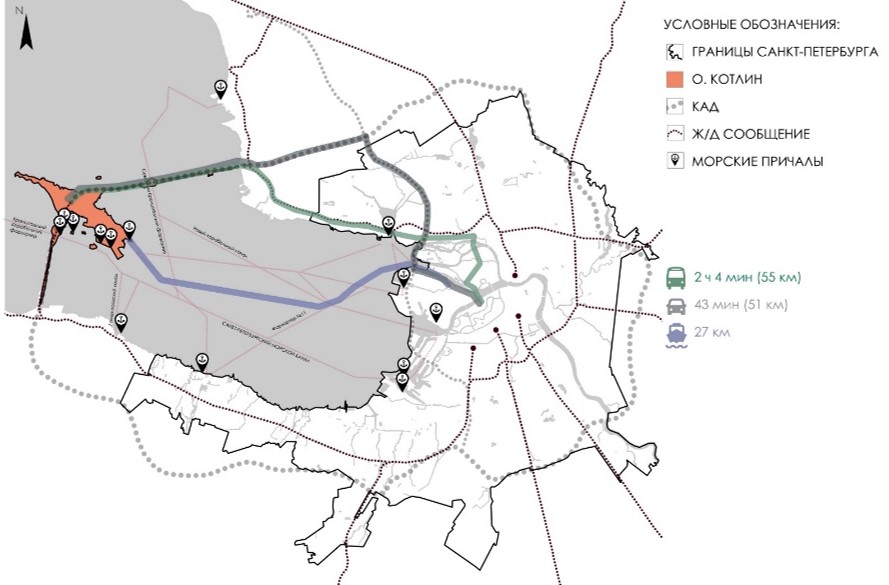 N
УСЛОВНЫЕ ОБОЗНАЧЕНИЯ:
ГРАНИЦЫ САНКТ-ПЕТЕРБУРГА
О. КОТЛИН
КАД
Ж/Д СООБЩЕНИЕ
МОРСКИЕ ПРИЧАЛЫ
2 ч 4 мин (55 км)
43 мин (51 км)
27 км